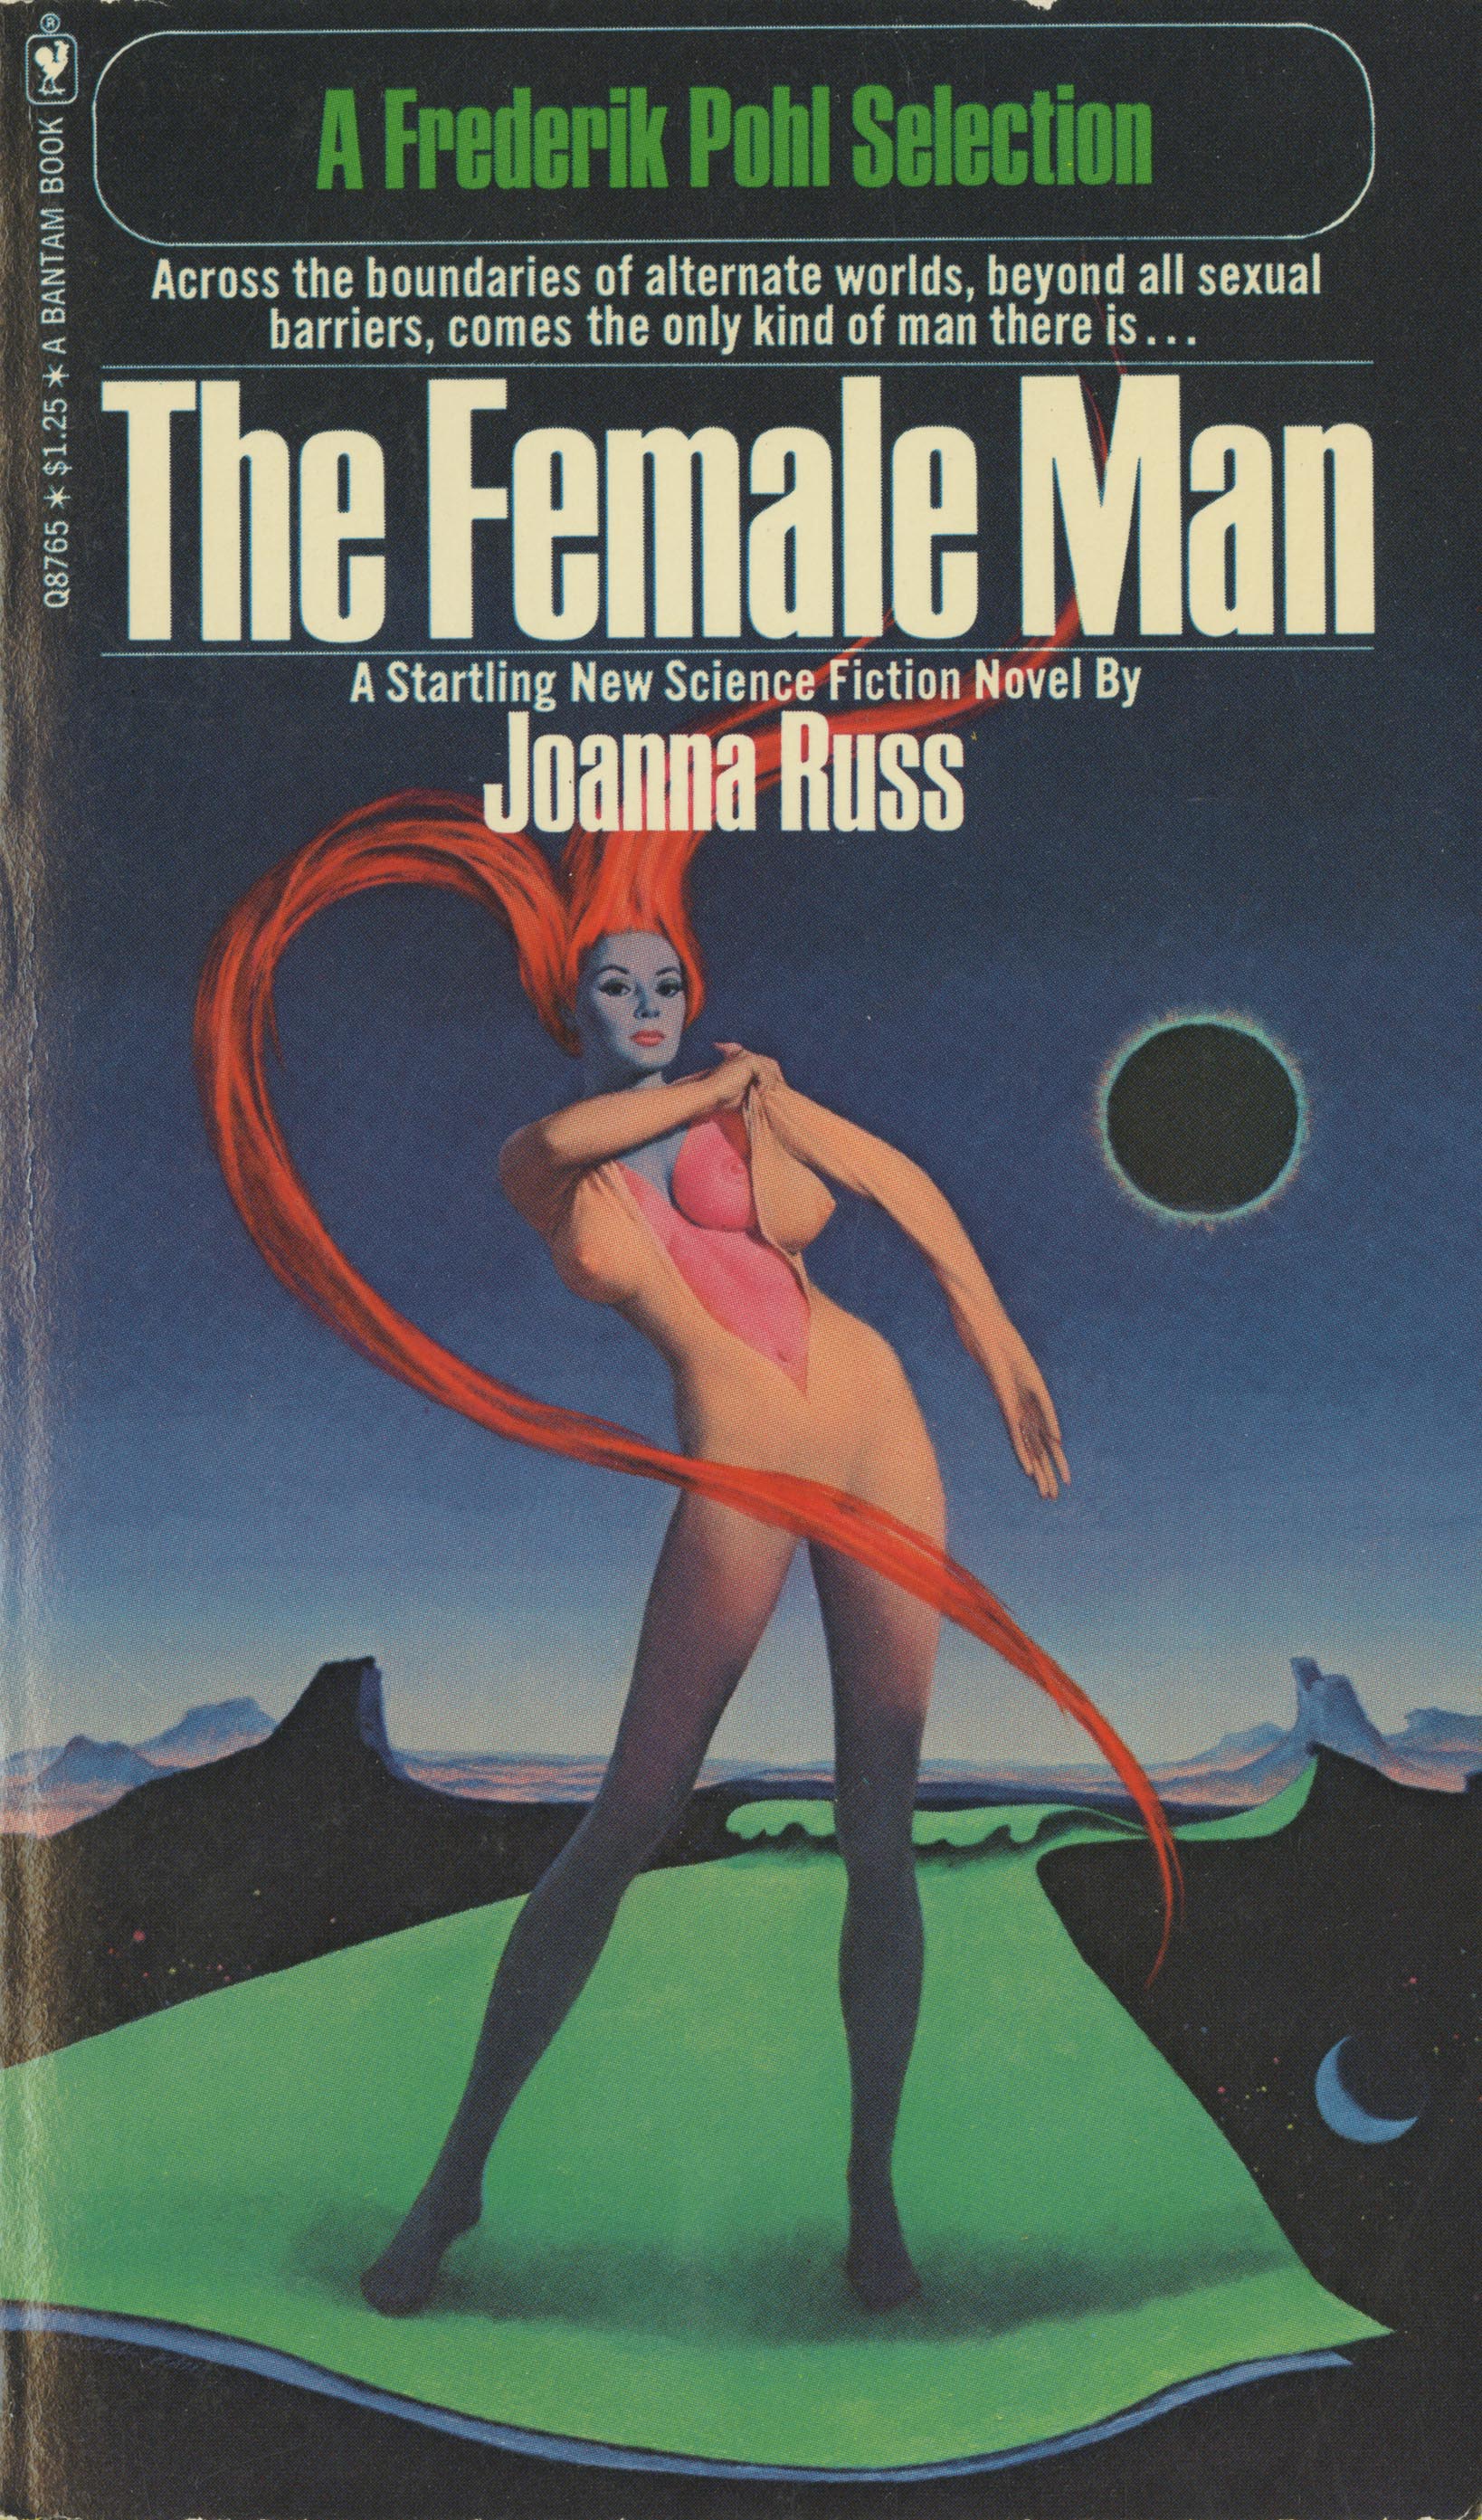 A Frederik Pohl Selection
Across the boundaries of alternate worlds, beyond all sexual
barriers, comes the only kind of man there is...
The Female Man
A Startling New Science Fiction Novel By
Joanna Russ
Q8765 * $1.25 * A BANTAM BOOK ®